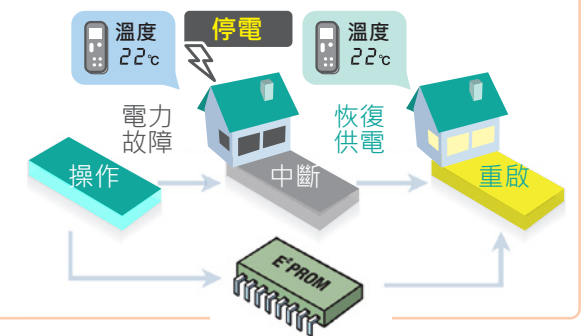 溫度
22℃
停電
溫度
22℃
電力
故障
恢復
供電
操作
中斷
重啟
E²PROM